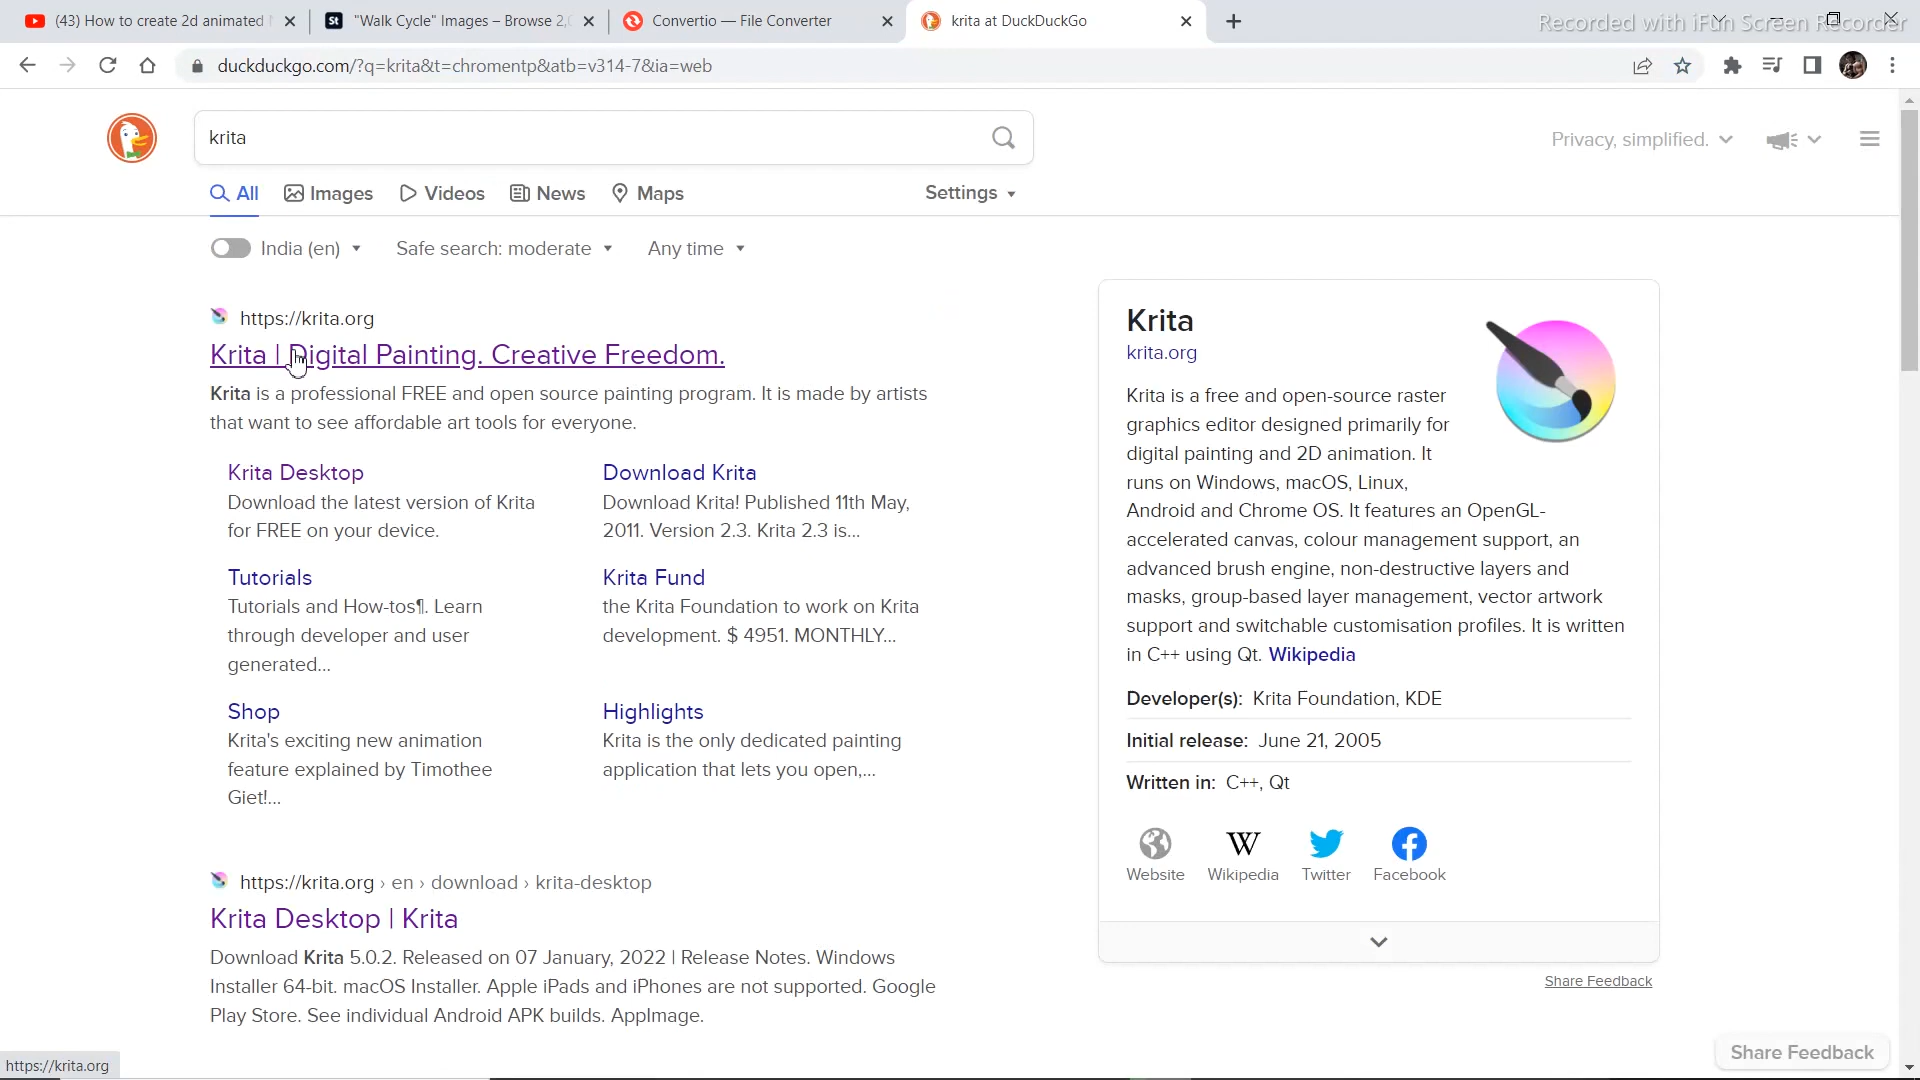 (43) How to create 2d animated
"Walk Cycle" Images – Browse 2,
Convertio — File Converter
krita at DuckDuckGo
Recorded with iFun Screen Recorder
duckduckgo.com/?q=krita&t=chromentp&atb=v314-7&ia=web
krita
Privacy, simplified.
All
Images
Videos
News
Maps
Settings
India (en)
Safe search: moderate
Any time
https://krita.org
Krita | Digital Painting. Creative Freedom.
Krita is a professional FREE and open source painting program. It is made by artists
that want to see affordable art tools for everyone.
Krita Desktop
Download the latest version of Krita
for FREE on your device.
Download Krita
Download Krita! Published 11th May,
2011. Version 2.3. Krita 2.3 is...
Tutorials
Tutorials and How-tos¶. Learn
through developer and user
generated...
Krita Fund
the Krita Foundation to work on Krita
development. $ 4951. MONTHLY...
Shop
Krita's exciting new animation
feature explained by Timothee
Giet!...
Highlights
Krita is the only dedicated painting
application that lets you open,...
https://krita.org › en › download › krita-desktop
Krita Desktop | Krita
Download Krita 5.0.2. Released on 07 January, 2022 | Release Notes. Windows
Installer 64-bit. macOS Installer. Apple iPads and iPhones are not supported. Google
Play Store. See individual Android APK builds. AppImage.
Krita
krita.org
Krita is a free and open-source raster
graphics editor designed primarily for
digital painting and 2D animation. It
runs on Windows, macOS, Linux,
Android and Chrome OS. It features an OpenGL-
accelerated canvas, colour management support, an
advanced brush engine, non-destructive layers and
masks, group-based layer management, vector artwork
support and switchable customisation profiles. It is written
in C++ using Qt. Wikipedia
Developer(s): Krita Foundation, KDE
Initial release: June 21, 2005
Written in: C++, Qt
Website
Wikipedia
Twitter
Facebook
Share Feedback
Share Feedback
https://krita.org